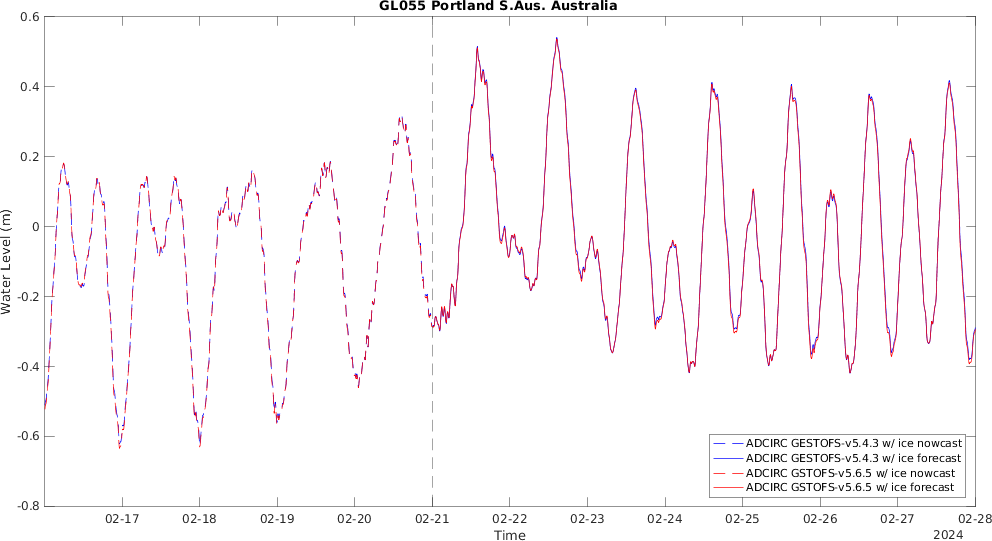 GL055 Portland S.Aus. Australia
0.6
0.4
0.2
0
-0.2
-0.4
-0.6
-0.8
Water Level (m)
ADCIRC GESTOFS-v5.4.3 w/ ice nowcast
ADCIRC GESTOFS-v5.4.3 w/ ice forecast
ADCIRC GSTOFS-v5.6.5 w/ ice nowcast
ADCIRC GSTOFS-v5.6.5 w/ ice forecast
02-17 02-18 02-19 02-20 02-21 02-22 02-23 02-24 02-25 02-26 02-27 02-28
Time
2024